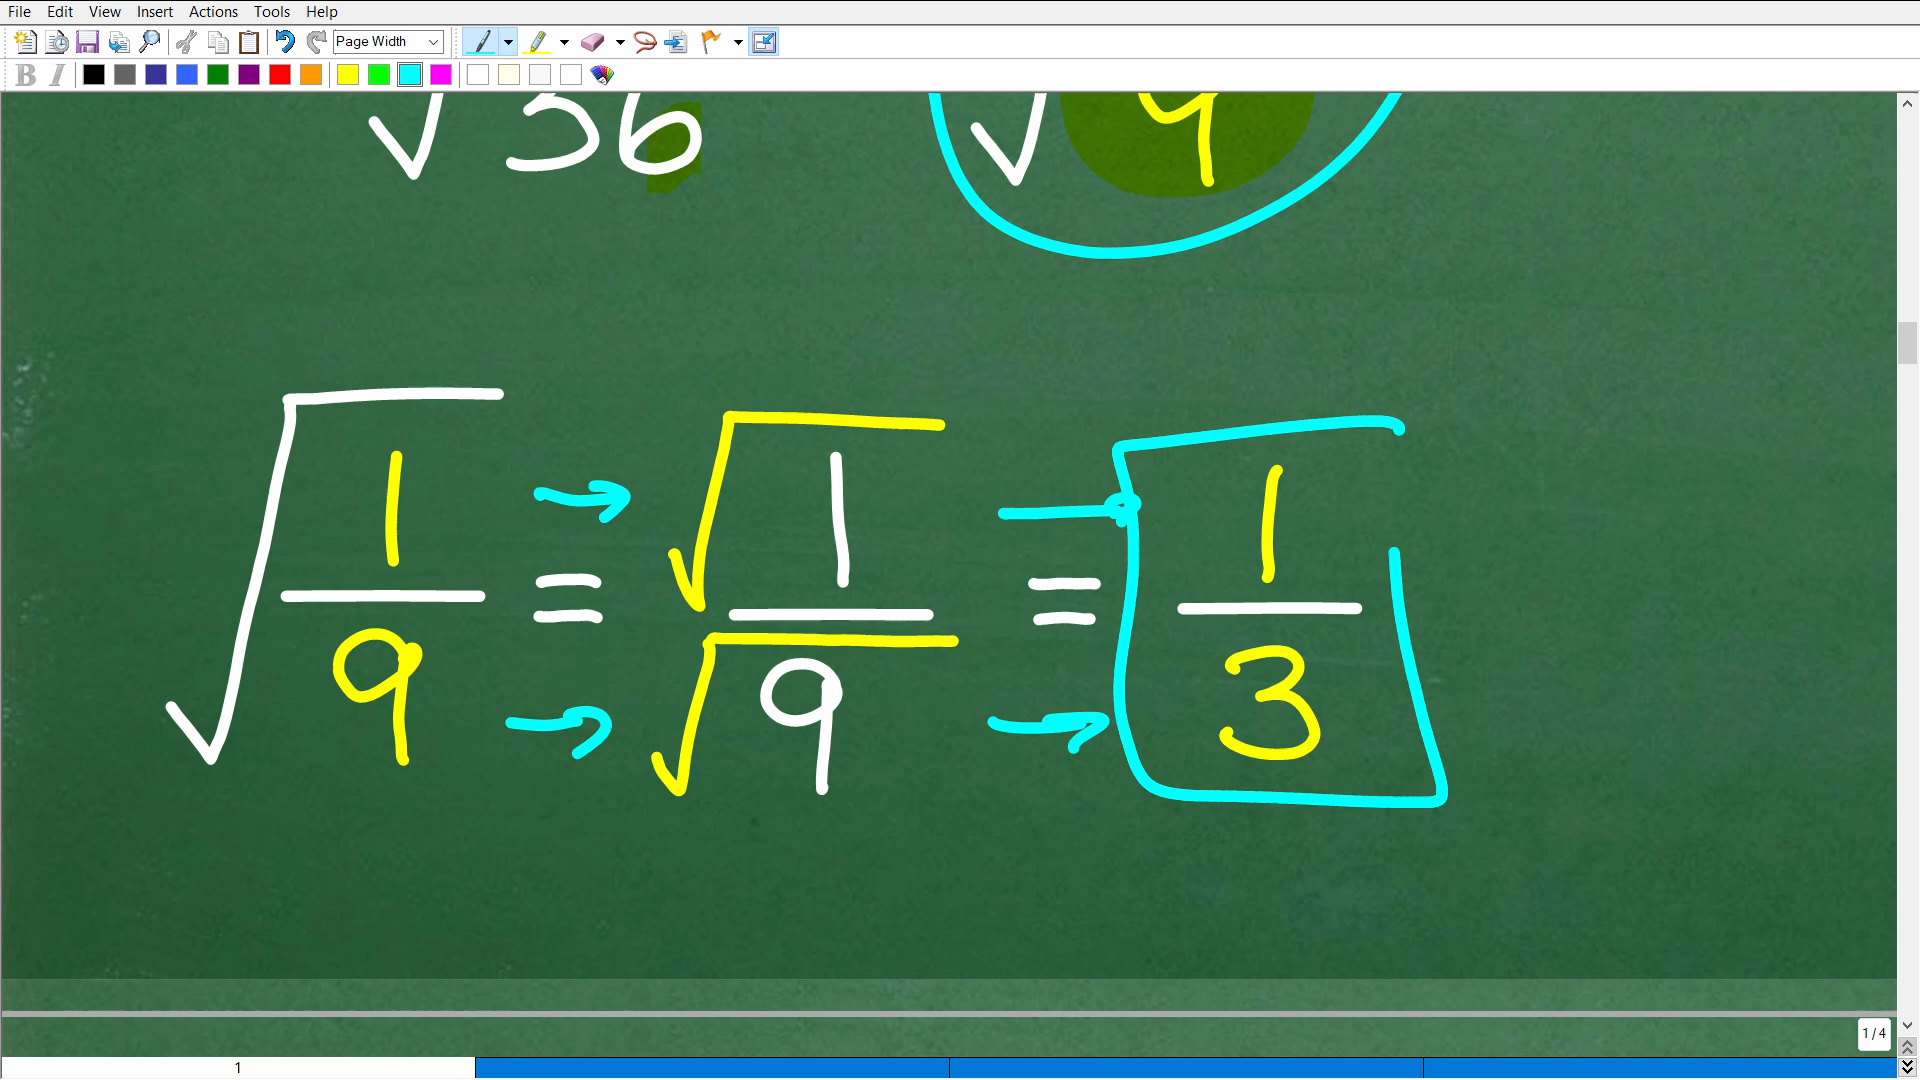 File Edit View Insert Actions Tools Help
Page Width
B I
√36 √9
√(1/9) = √1/√9 = 1/3
1 / 4
1